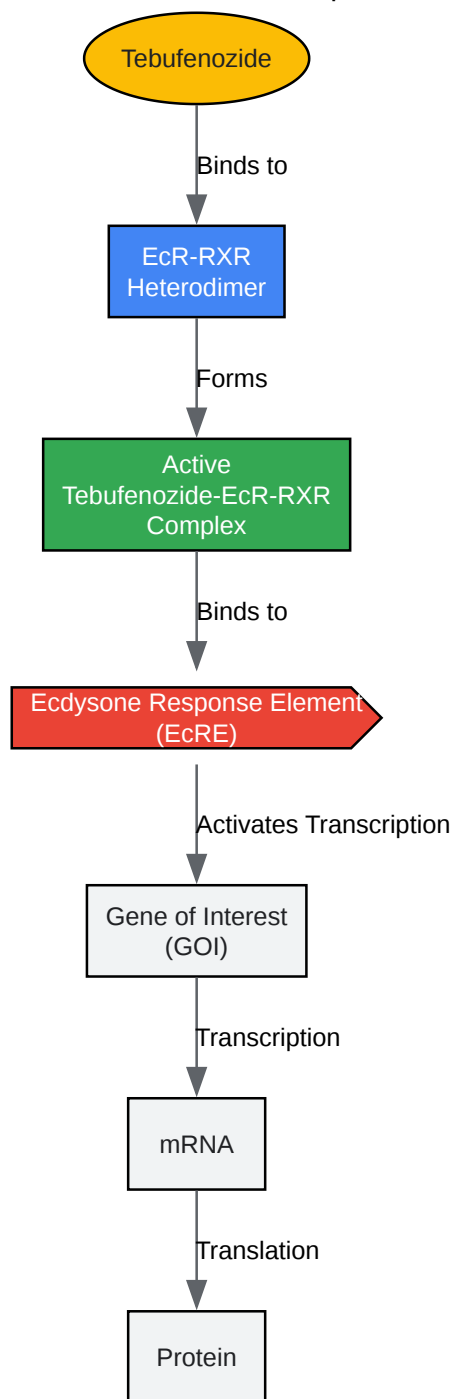 Tebufenozide
Binds to
EcR-RXR
Heterodimer
Forms
Active
Tebufenozide-EcR-RXR
Complex
Binds to
Ecdysone Response Element
(EcRE)
Activates Transcription
Gene of Interest
(GOI)
Transcription
mRNA
Translation
Protein